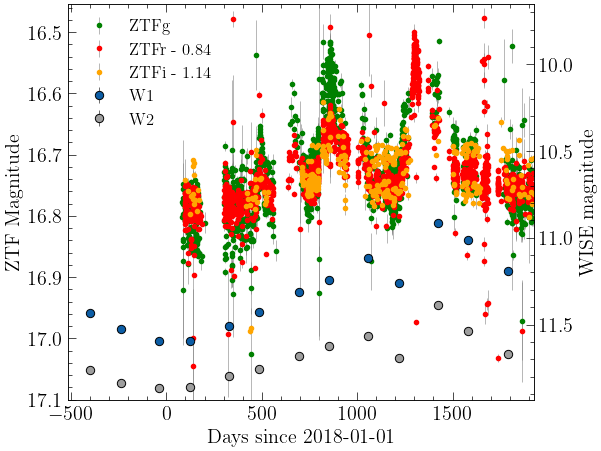 ZTFg
ZTFr - 0.84
ZTFi - 1.14
W1
W2
16.5
16.6
16.7
16.8
16.9
17.0
17.1
ZTF Magnitude
10.0
10.5
11.0
11.5
WISE magnitude
−500
0
500
1000
1500
Days since 2018-01-01